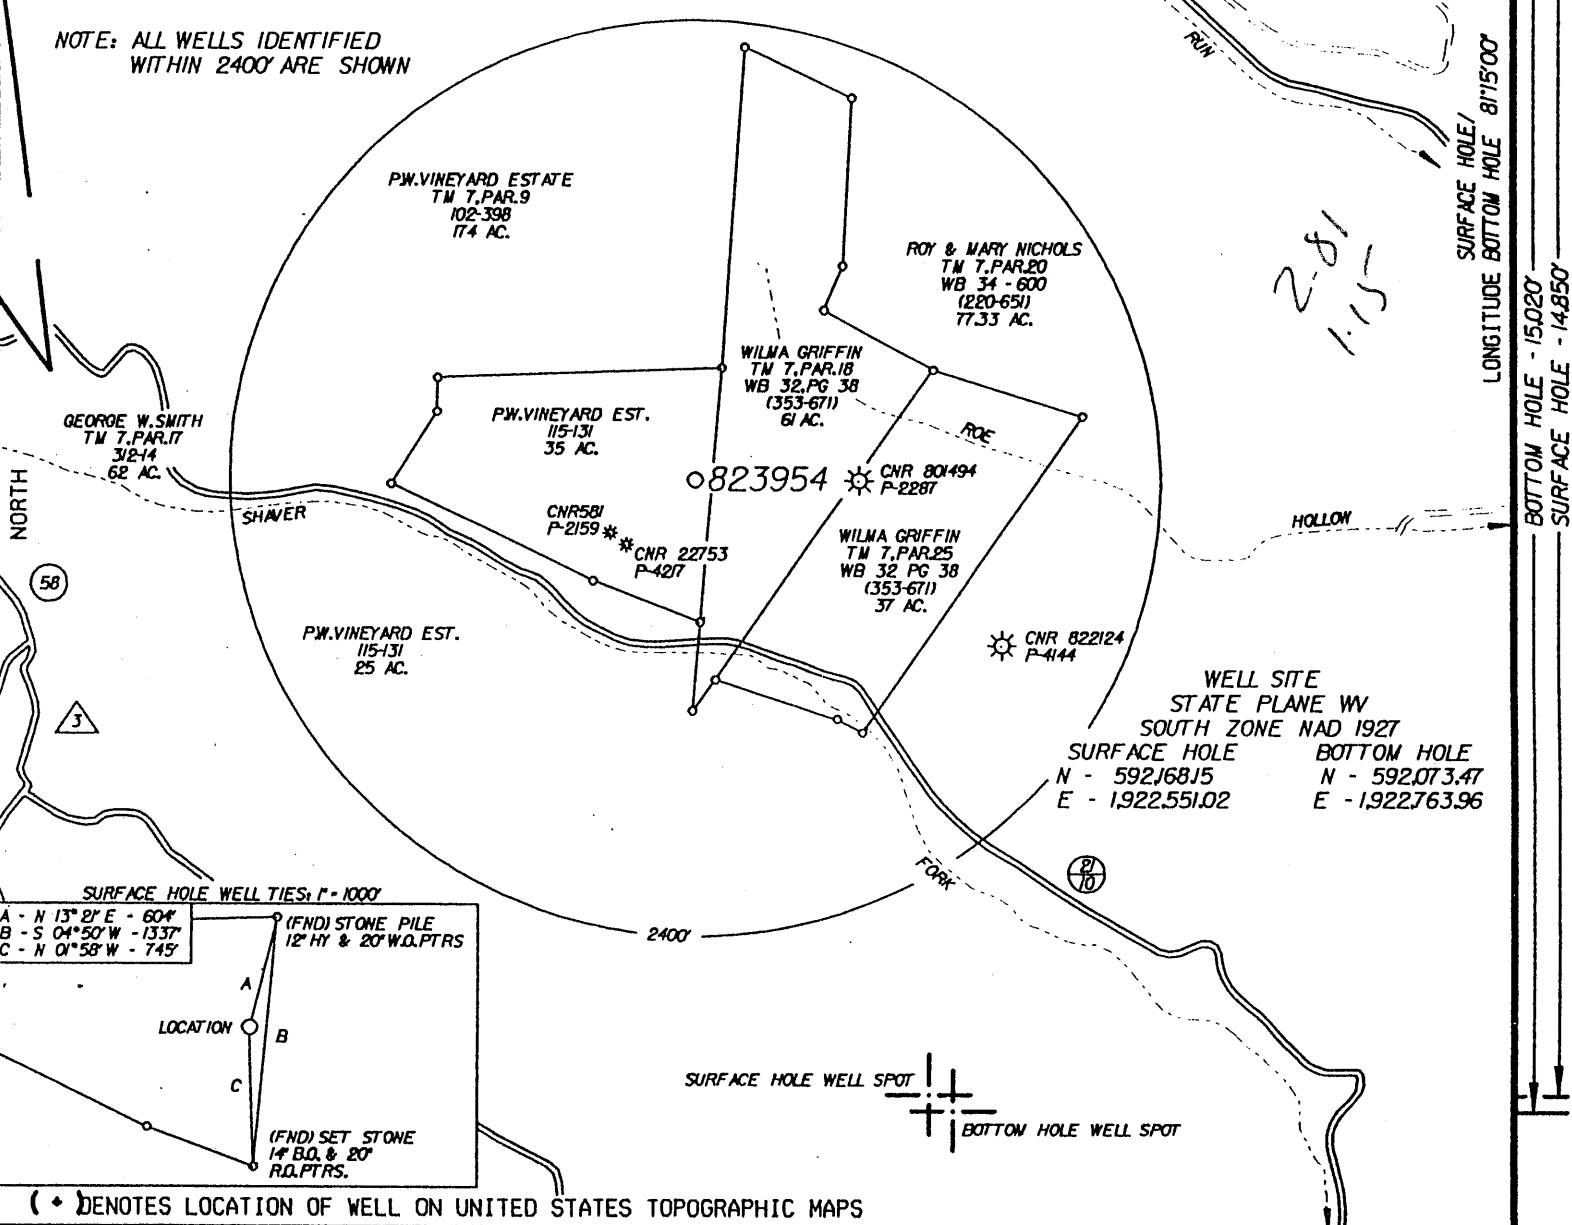 NOTE: ALL WELLS IDENTIFIED
WITHIN 2400' ARE SHOWN
RUN
SURFACE HOLE/
BOTTOM HOLE 81°15'00"
LONGITUDE
BOTTOM HOLE - 15,020'
SURFACE HOLE - 14,850'
2-81
1-15
P.W. VINEYARD ESTATE
TM 7, PAR. 9
102-398
174 AC.
ROY & MARY NICHOLS
TM 7, PAR. 20
WB 34 - 600
(220-651)
77.33 AC.
WILMA GRIFFIN
TM 7, PAR. 18
WB 32, PG 38
(353-671)
61 AC.
P.W. VINEYARD EST.
115-131
35 AC.
GEORGE W. SMITH
TM 7, PAR. 17
312-14
62 AC.
ROE
823954
CNR 801494
P-2287
NORTH
SHAVER
CNR581
P-2159
CNR 22753
P-4217
HOLLOW
WILMA GRIFFIN
TM 7, PAR. 25
WB 32 PG 38
(353-671)
37 AC.
58
P.W. VINEYARD EST.
115-131
25 AC.
CNR 822124
P-4144
3
WELL SITE
STATE PLANE WV
SOUTH ZONE NAD 1927
SURFACE HOLE BOTTOM HOLE
N - 592,168.15 N - 592,073.47
E - 1,922,551.02 E - 1,922,763.96
FORK
21
10
2400'
SURFACE HOLE WELL TIES: 1" = 1000'
A - N 13° 21' E - 604'
B - S 04° 50' W - 1337'
C - N 01° 58' W - 745'
(FND) STONE PILE
12" HY & 20" W.O. PTRS
A
LOCATION
B
C
(FND) SET STONE
14" B.O. & 20"
R.O. PTRS.
SURFACE HOLE WELL SPOT
BOTTOM HOLE WELL SPOT
( + ) DENOTES LOCATION OF WELL ON UNITED STATES TOPOGRAPHIC MAPS